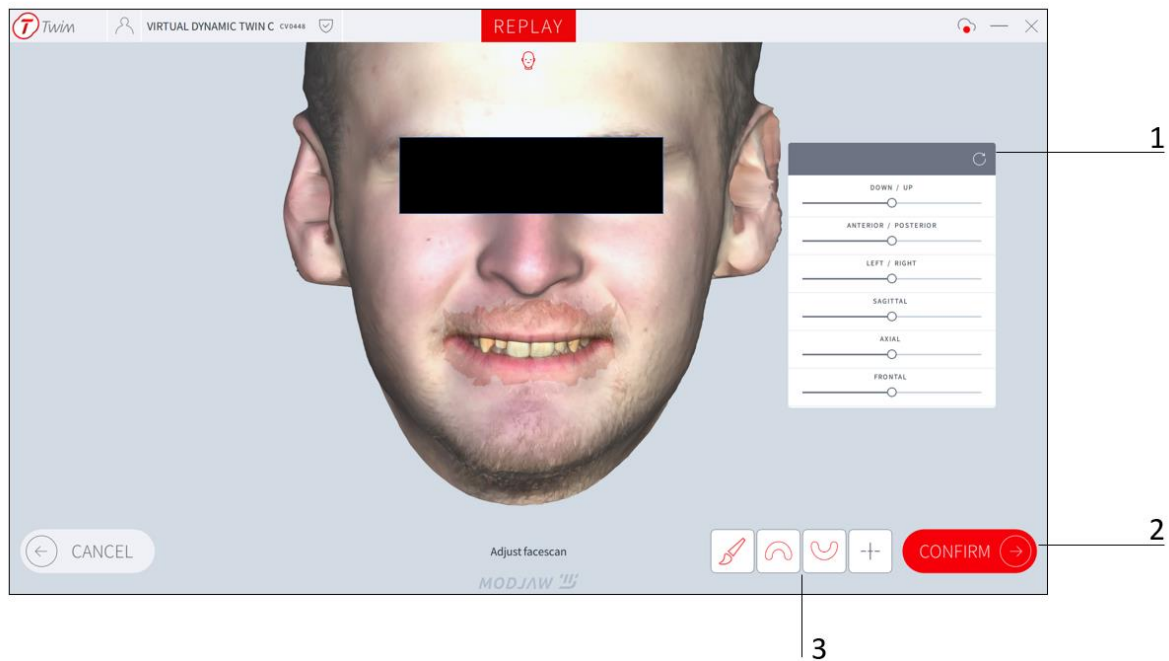 Twim VIRTUAL DYNAMIC TWIN C CV0448 REPLAY
1
DOWN / UP
ANTERIOR / POSTERIOR
LEFT / RIGHT
SAGITTAL
AXIAL
FRONTAL
2
CANCEL Adjust facescan CONFIRM
MODJAW
3